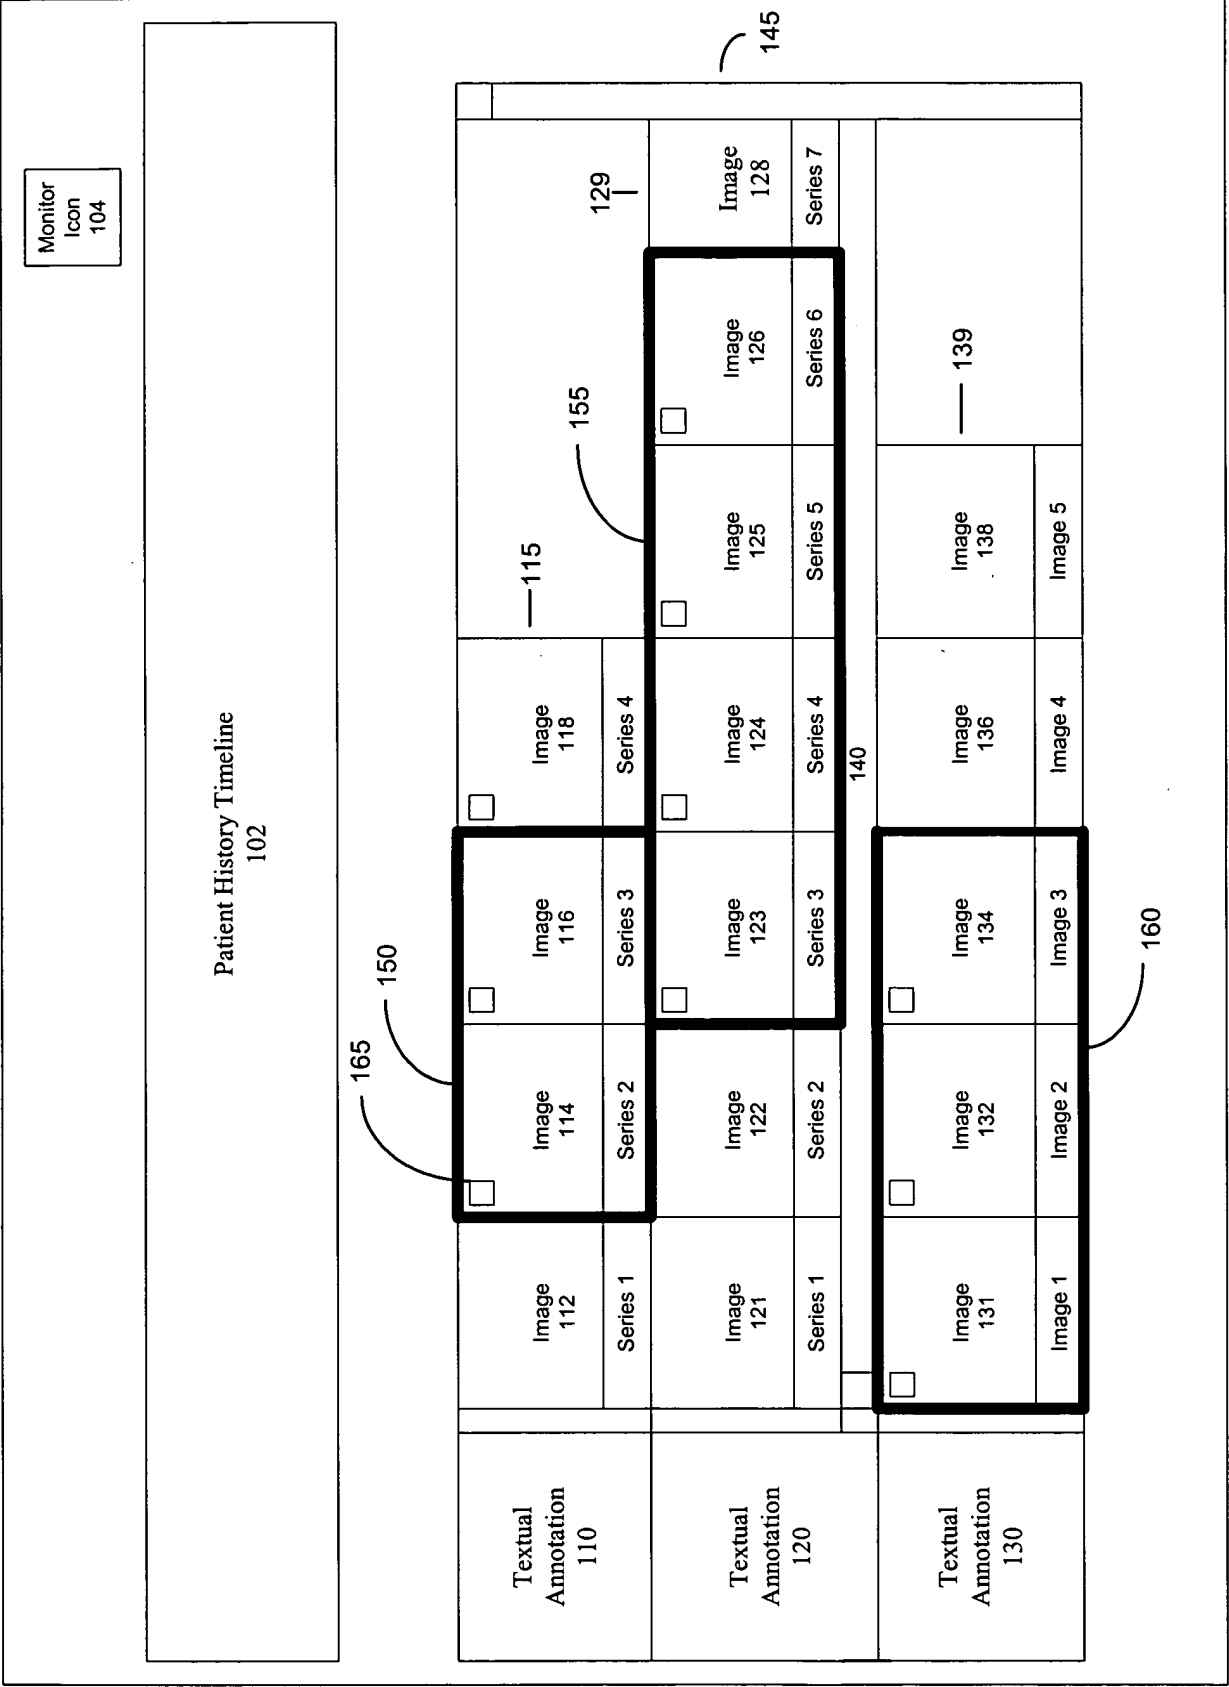 Monitor
Icon
104
Patient History Timeline
102
145
165
150
155
115
129
Textual
Annotation
110
Image
112
Series 1
Image
114
Series 2
Image
116
Series 3
Image
118
Series 4
Textual
Annotation
120
Image
121
Series 1
Image
122
Series 2
Image
123
Series 3
Image
124
Series 4
Image
125
Series 5
Image
126
Series 6
Image
128
Series 7
140
Textual
Annotation
130
Image
131
Image 1
Image
132
Image 2
Image
134
Image 3
Image
136
Image 4
Image
138
Image 5
139
160